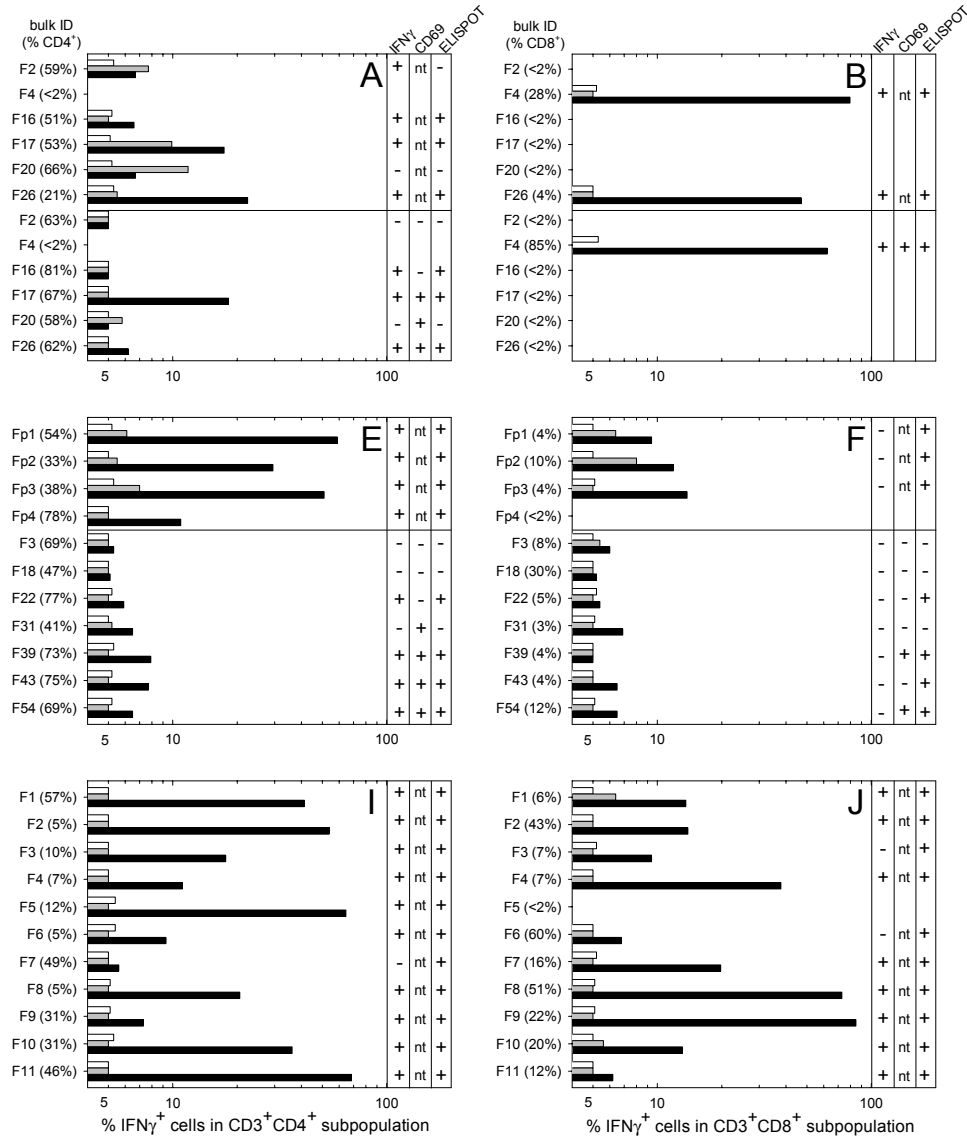 bulk ID
(% CD4⁺)
IFNγ CD69 ELISPOT
A
F2 (59%) + nt -
F4 (<2%)
F16 (51%) + nt +
F17 (53%) + nt +
F20 (66%) - nt -
F26 (21%) + nt +
F2 (63%) - - -
F4 (<2%)
F16 (81%) + - +
F17 (67%) + + +
F20 (58%) - + -
F26 (62%) + + +
5 10 100
bulk ID
(% CD8⁺)
IFNγ CD69 ELISPOT
B
F2 (<2%)
F4 (28%) + nt +
F16 (<2%)
F17 (<2%)
F20 (<2%)
F26 (4%) + nt +
F2 (<2%)
F4 (85%) + + +
F16 (<2%)
F17 (<2%)
F20 (<2%)
F26 (<2%)
5 10 100
E
Fp1 (54%) + nt +
Fp2 (33%) + nt +
Fp3 (38%) + nt +
Fp4 (78%) + nt +
F3 (69%) - - -
F18 (47%) - - -
F22 (77%) + - +
F31 (41%) - + -
F39 (73%) + + +
F43 (75%) + + +
F54 (69%) + + +
5 10 100
F
Fp1 (4%) - nt +
Fp2 (10%) - nt +
Fp3 (4%) - nt +
Fp4 (<2%)
F3 (8%) - - -
F18 (30%) - - -
F22 (5%) - - +
F31 (3%) - - -
F39 (4%) - + +
F43 (4%) - - +
F54 (12%) - + +
5 10 100
I
F1 (57%) + nt +
F2 (5%) + nt +
F3 (10%) + nt +
F4 (7%) + nt +
F5 (12%) + nt +
F6 (5%) + nt +
F7 (49%) - nt +
F8 (5%) + nt +
F9 (31%) + nt +
F10 (31%) + nt +
F11 (46%) + nt +
5 10 100
% IFNγ⁺ cells in CD3⁺CD4⁺ subpopulation
J
F1 (6%) + nt +
F2 (43%) + nt +
F3 (7%) - nt +
F4 (7%) + nt +
F5 (<2%)
F6 (60%) - nt +
F7 (16%) + nt +
F8 (51%) + nt +
F9 (22%) + nt +
F10 (20%) + nt +
F11 (12%) + nt +
5 10 100
% IFNγ⁺ cells in CD3⁺CD8⁺ subpopulation